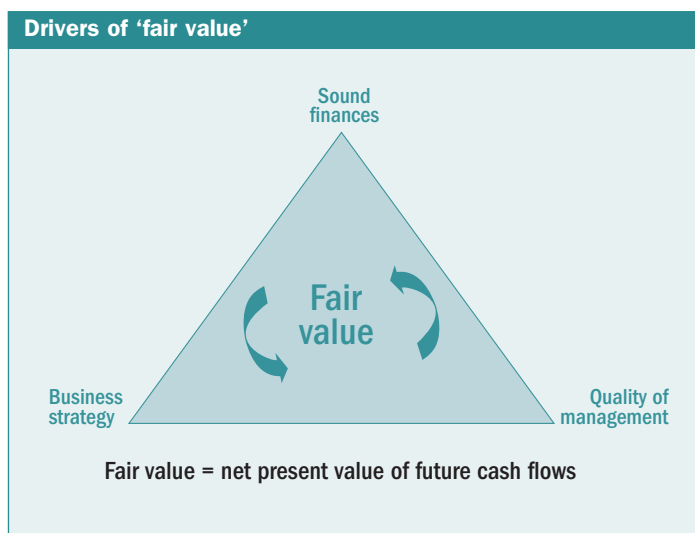 Drivers of ‘fair value’
Sound
finances
Fair
value
Business
strategy
Quality of
management
Fair value = net present value of future cash flows